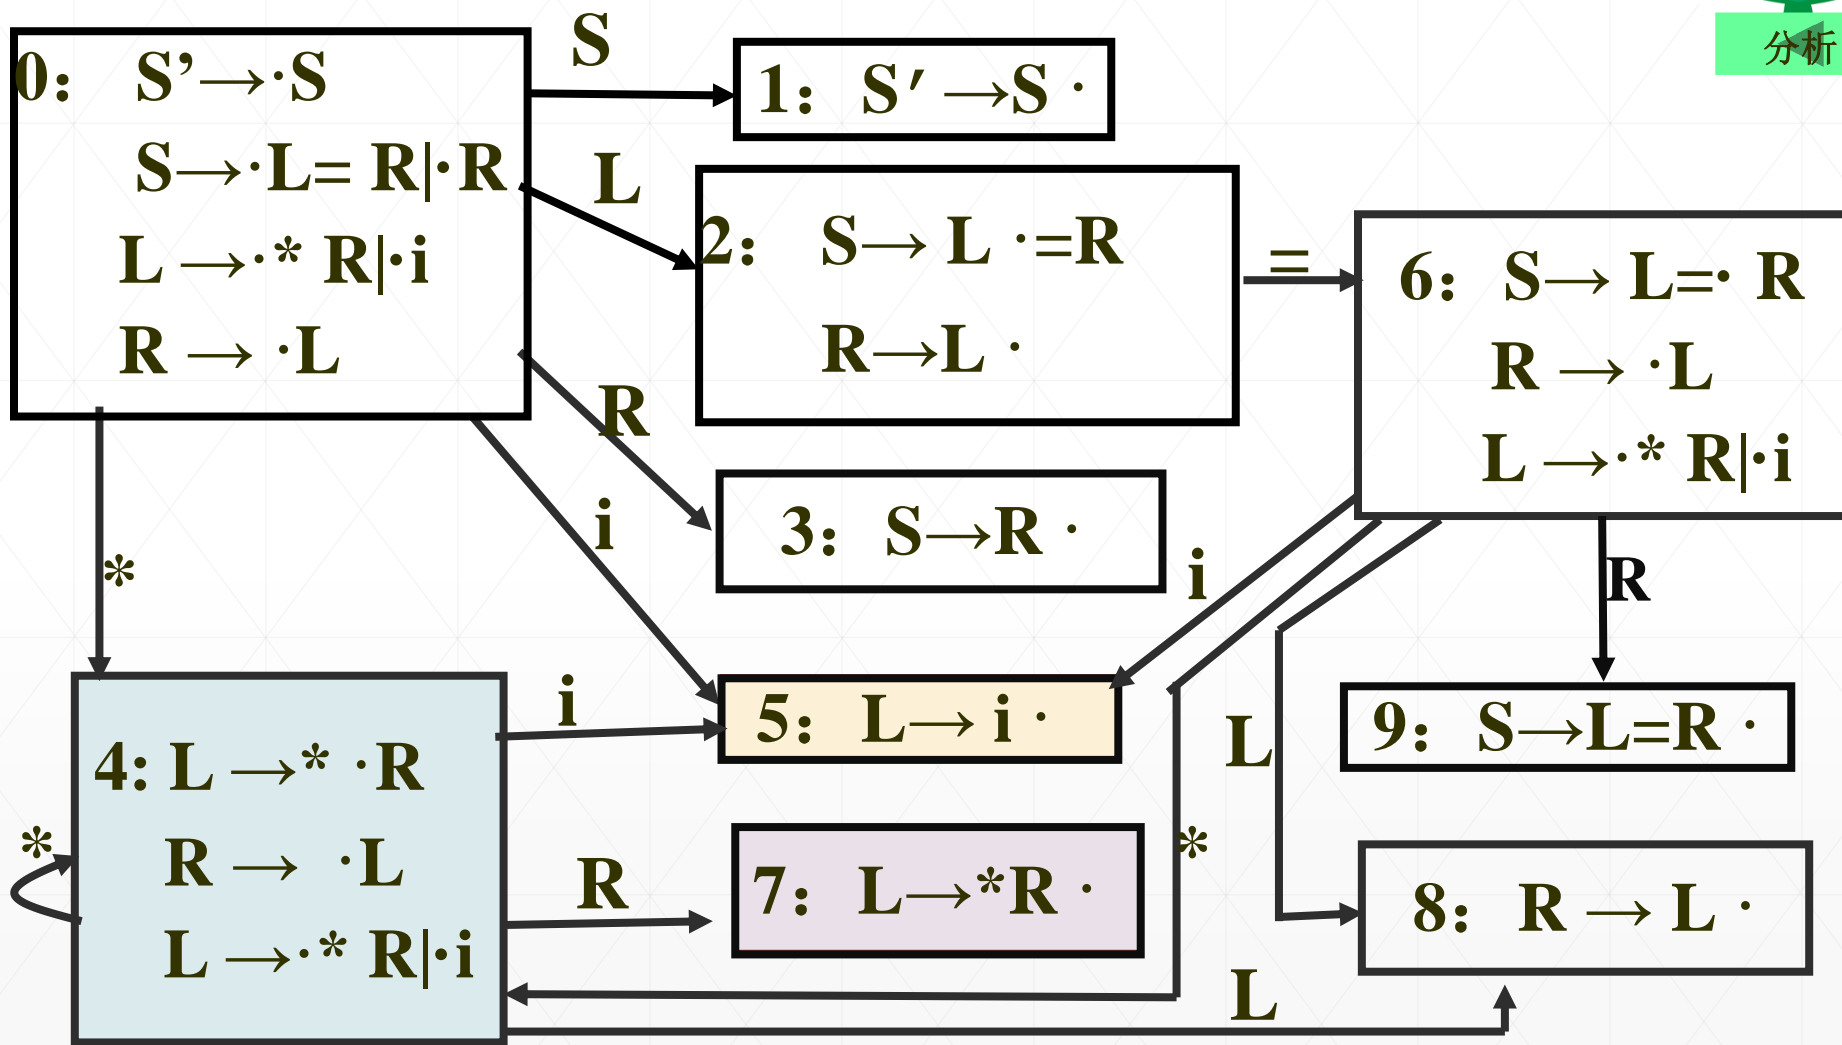 分析
S
0： S’→·S
1： S′→S ·
S→·L= R|·R
L
L →·* R|·i
2： S→ L ·=R
=
6： S→ L=· R
R → ·L
R→L ·
R → ·L
R
L →·* R|·i
i
3： S→R ·
i
*
R
i
5： L→ i ·
L
9： S→L=R ·
4: L →* ·R
*
R → ·L
R
7： L→*R ·
*
8： R → L ·
L →·* R|·i
L